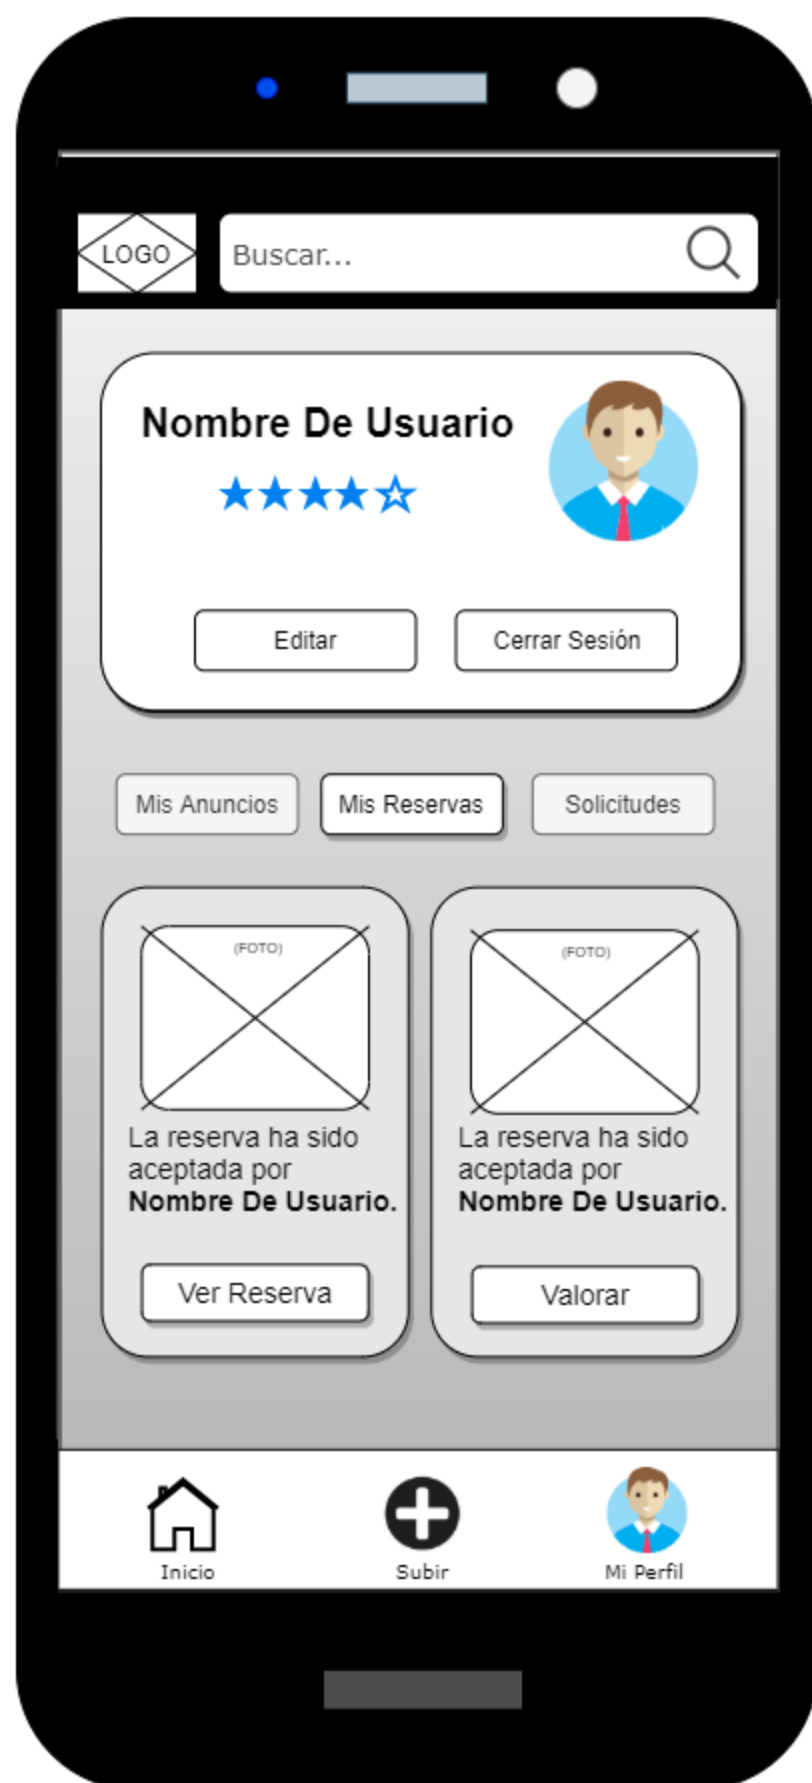 LOGO
Buscar...
Nombre De Usuario
Editar
Cerrar Sesión
Mis Anuncios
Mis Reservas
Solicitudes
(FOTO)
La reserva ha sido
aceptada por
Nombre De Usuario.
Ver Reserva
(FOTO)
La reserva ha sido
aceptada por
Nombre De Usuario.
Valorar
Inicio
Subir
Mi Perfil